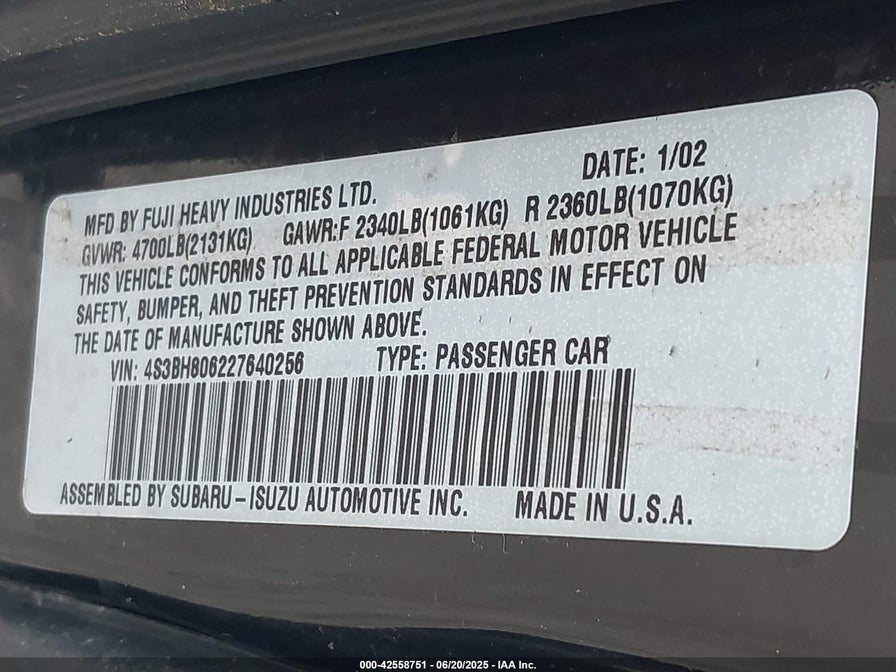 DATE: 1/02
MFD BY FUJI HEAVY INDUSTRIES LTD.
GVWR: 4700LB(2131KG) GAWR:F 2340LB(1061KG) R 2360LB(1070KG)
THIS VEHICLE CONFORMS TO ALL APPLICABLE FEDERAL MOTOR VEHICLE
SAFETY, BUMPER, AND THEFT PREVENTION STANDARDS IN EFFECT ON
THE DATE OF MANUFACTURE SHOWN ABOVE.
VIN: 4S3BH806227640256 TYPE: PASSENGER CAR
ASSEMBLED BY SUBARU-ISUZU AUTOMOTIVE INC. MADE IN U.S.A.
000-42558751 - 06/20/2025 - IAA Inc.